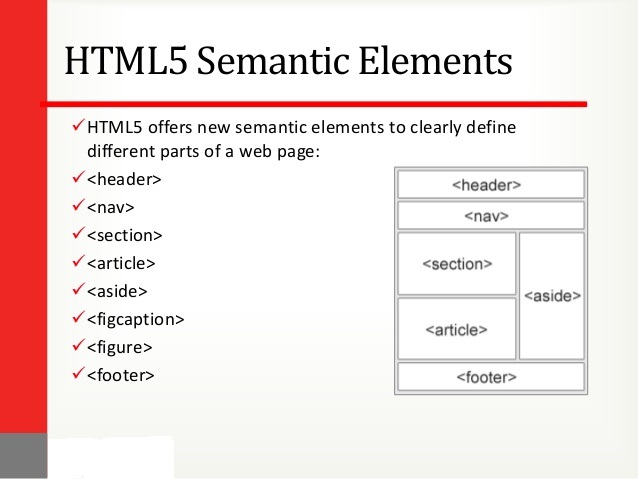 HTML5 Semantic Elements
HTML5 offers new semantic elements to clearly define
different parts of a web page:
<header>
<nav>
<section>
<article>
<aside>
<figcaption>
<figure>
<footer>
<header>
<nav>
<section>
<aside>
<article>
<footer>